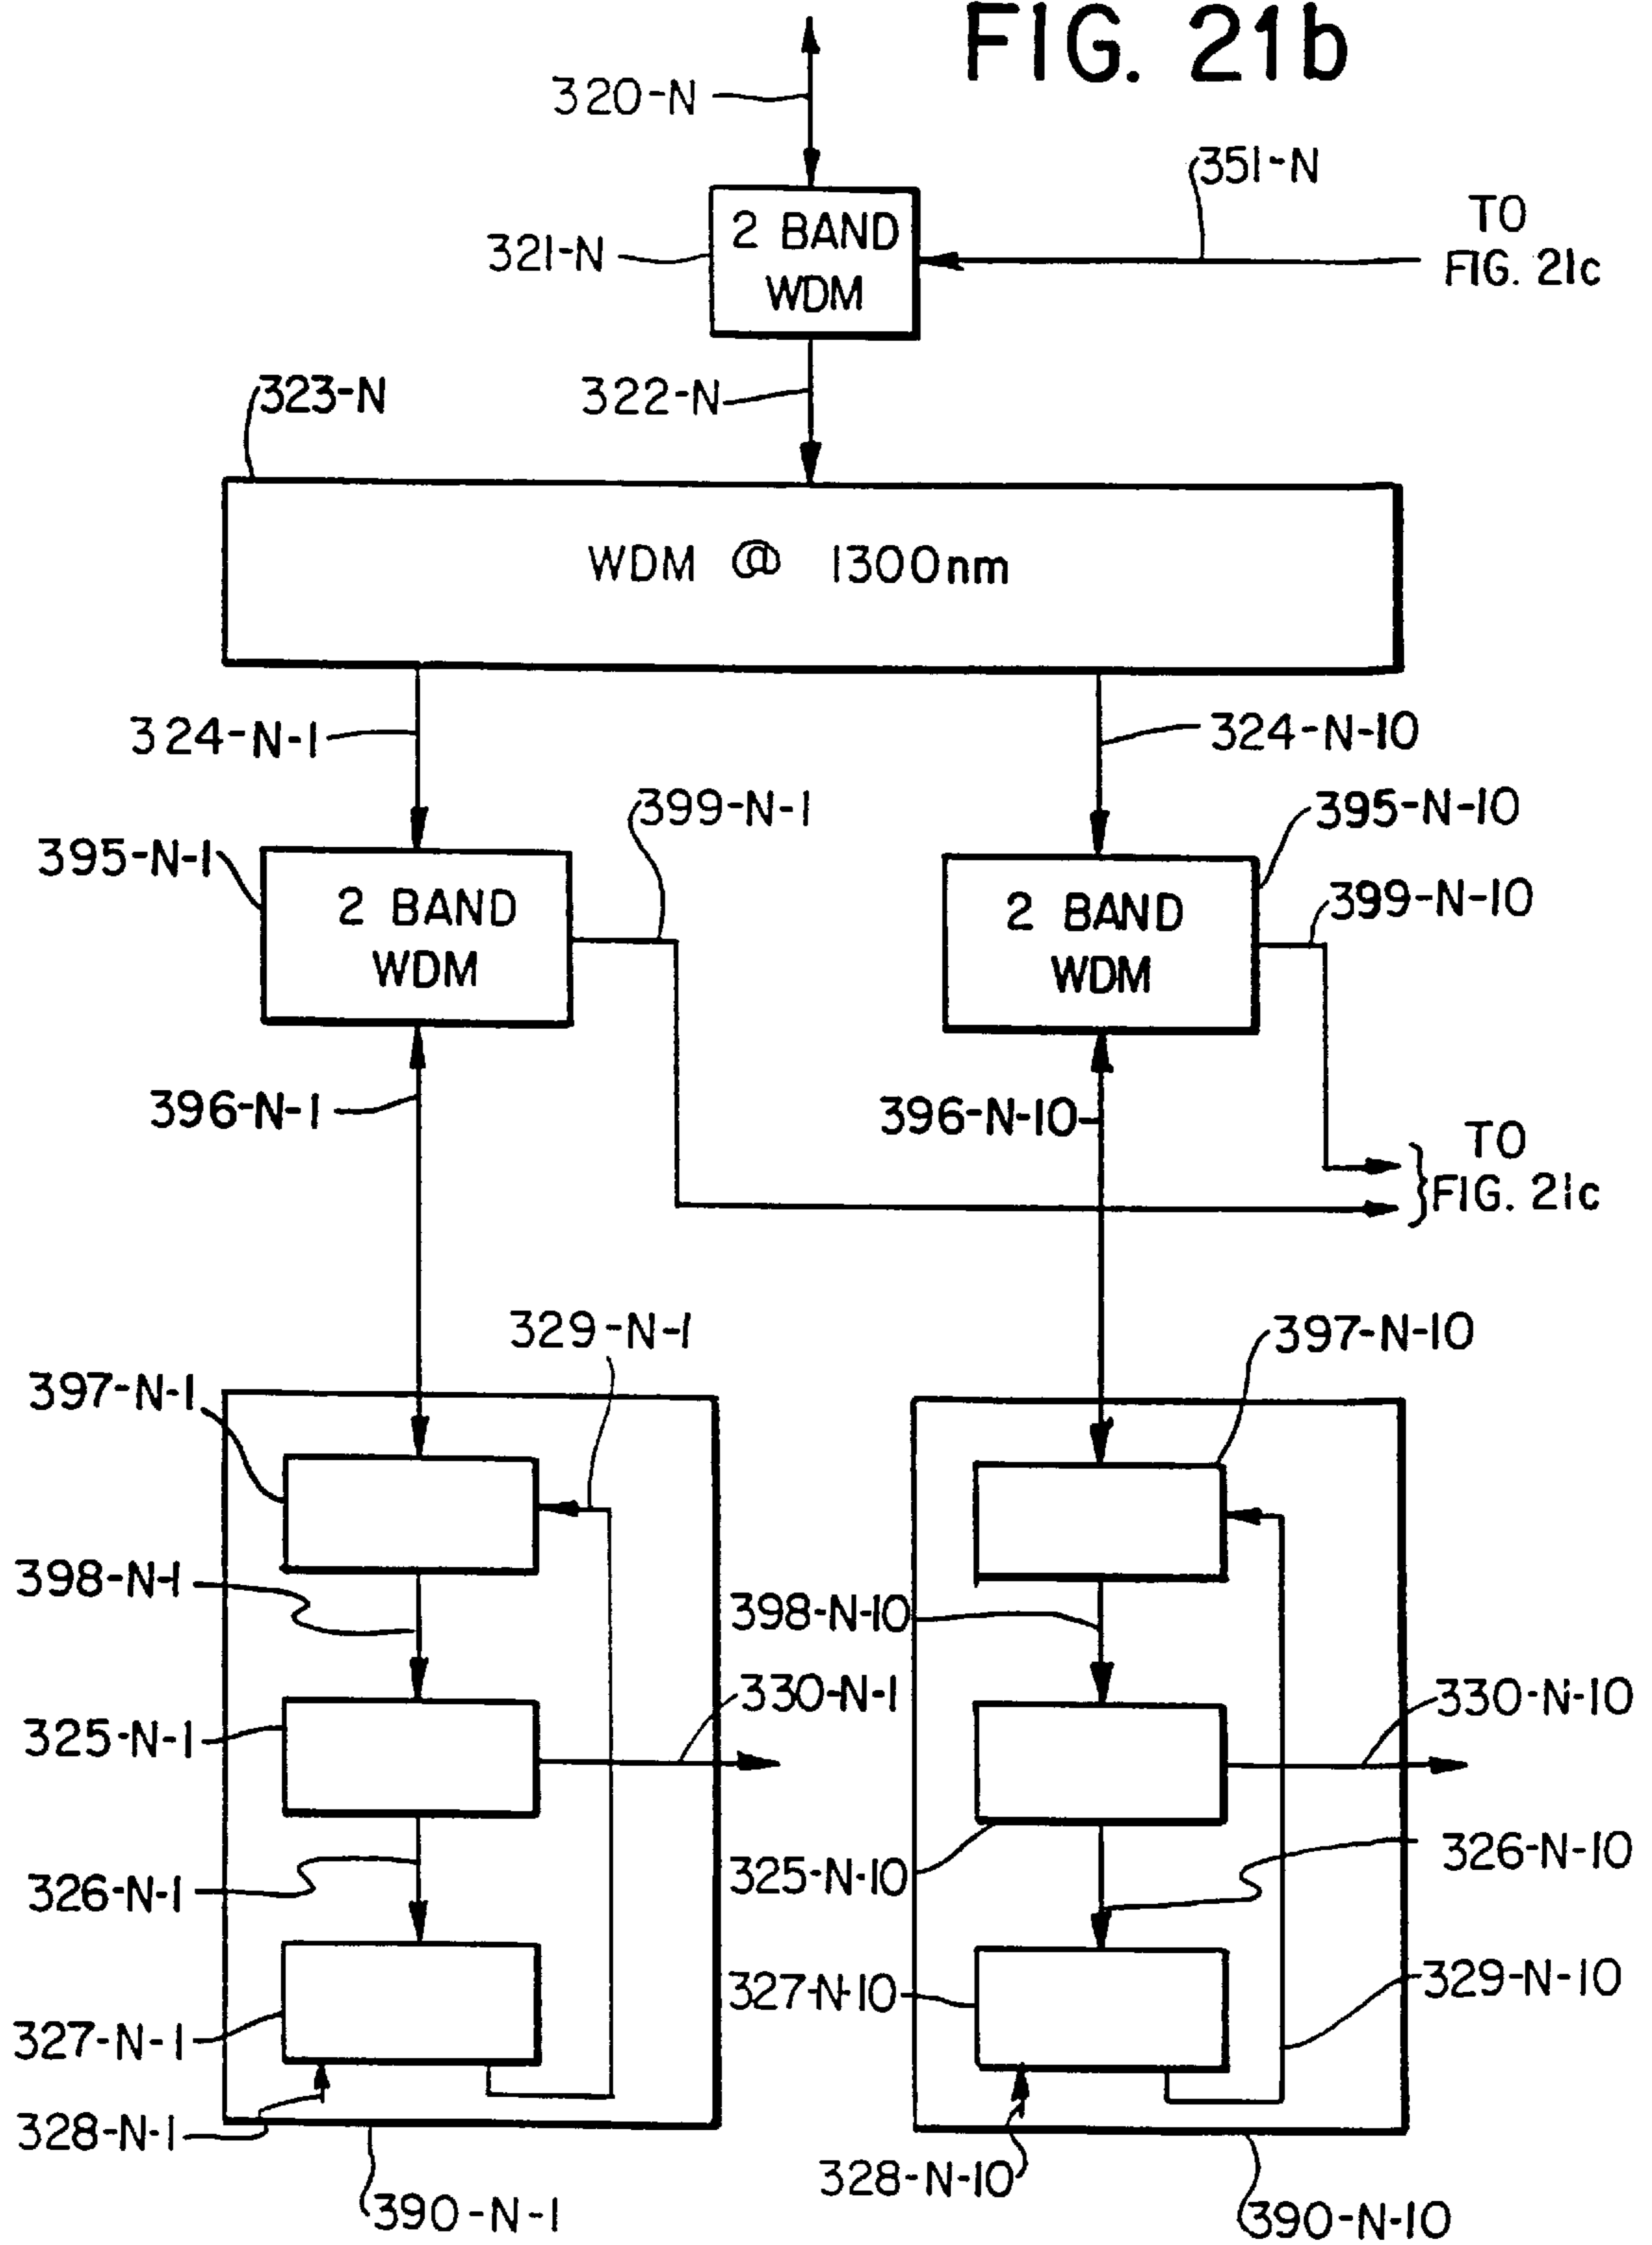 FIG. 21b
320-N
351-N
TO
FIG. 21c
321-N
2 BAND
WDM
322-N
323-N
WDM @ 1300nm
324-N-1
324-N-10
399-N-1
395-N-1
395-N-10
2 BAND
WDM
2 BAND
WDM
399-N-10
396-N-1
396-N-10
TO
FIG. 21c
329-N-1
397-N-10
397-N-1
398-N-1
398-N-10
330-N-1
330-N-10
325-N-1
325-N-10
326-N-10
326-N-1
327-N-10
329-N-10
327-N-1
328-N-1
328-N-10
390-N-1
390-N-10